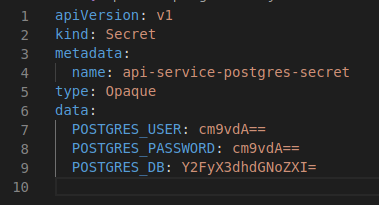 1 apiVersion: v1
2 kind: Secret
3 metadata:
4 name: api-service-postgres-secret
5 type: Opaque
6 data:
7 POSTGRES_USER: cm9vdA==
8 POSTGRES_PASSWORD: cm9vdA==
9 POSTGRES_DB: Y2FyX3dhdGNoZXI=
10